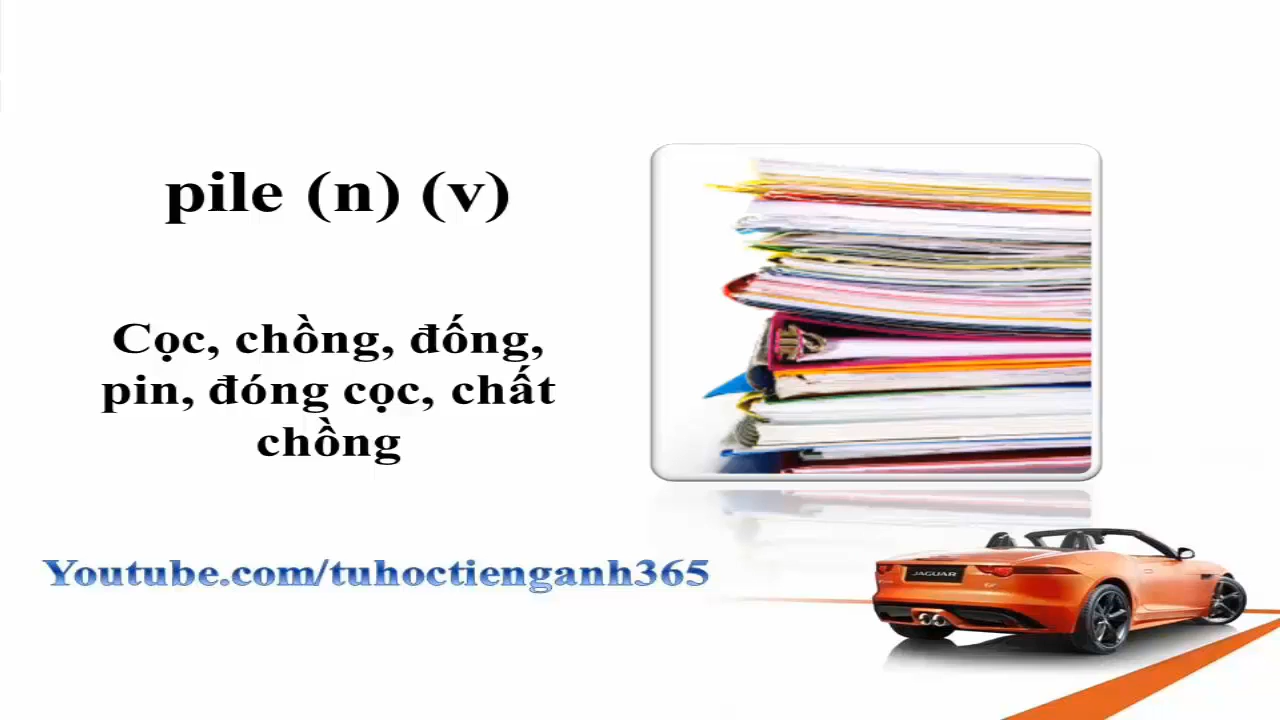 pile (n) (v)
Cọc, chồng, đống,
pin, đóng cọc, chất
chồng
Youtube.com/tuhoctienganh365
JAGUAR